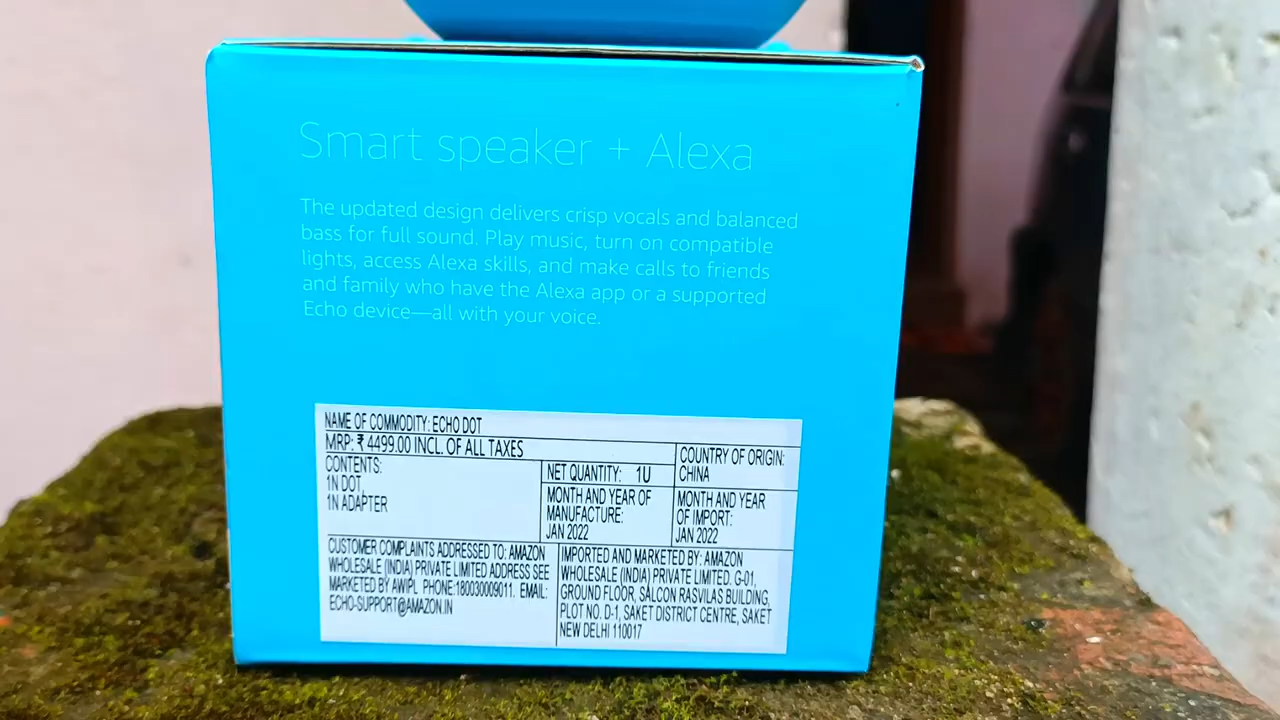 Smart speaker + Alexa
The updated design delivers crisp vocals and balanced
bass for full sound. Play music, turn on compatible
lights, access Alexa skills, and make calls to friends
and family who have the Alexa app or a supported
Echo device—all with your voice.
NAME OF COMMODITY: ECHO DOT
MRP: ₹ 4499.00 INCL. OF ALL TAXES
COUNTRY OF ORIGIN:
CHINA
CONTENTS:
1N DOT,
1N ADAPTER
NET QUANTITY: 1U
MONTH AND YEAR OF
MANUFACTURE:
JAN 2022
MONTH AND YEAR
OF IMPORT:
JAN 2022
CUSTOMER COMPLAINTS ADDRESSED TO: AMAZON
WHOLESALE (INDIA) PRIVATE LIMITED ADDRESS SEE
MARKETED BY AWIPL PHONE:180030009011. EMAIL:
ECHO-SUPPORT@AMAZON.IN
IMPORTED AND MARKETED BY: AMAZON
WHOLESALE (INDIA) PRIVATE LIMITED. G-01,
GROUND FLOOR, SALCON RASVILAS BUILDING,
PLOT NO. D-1, SAKET DISTRICT CENTRE, SAKET
NEW DELHI 110017